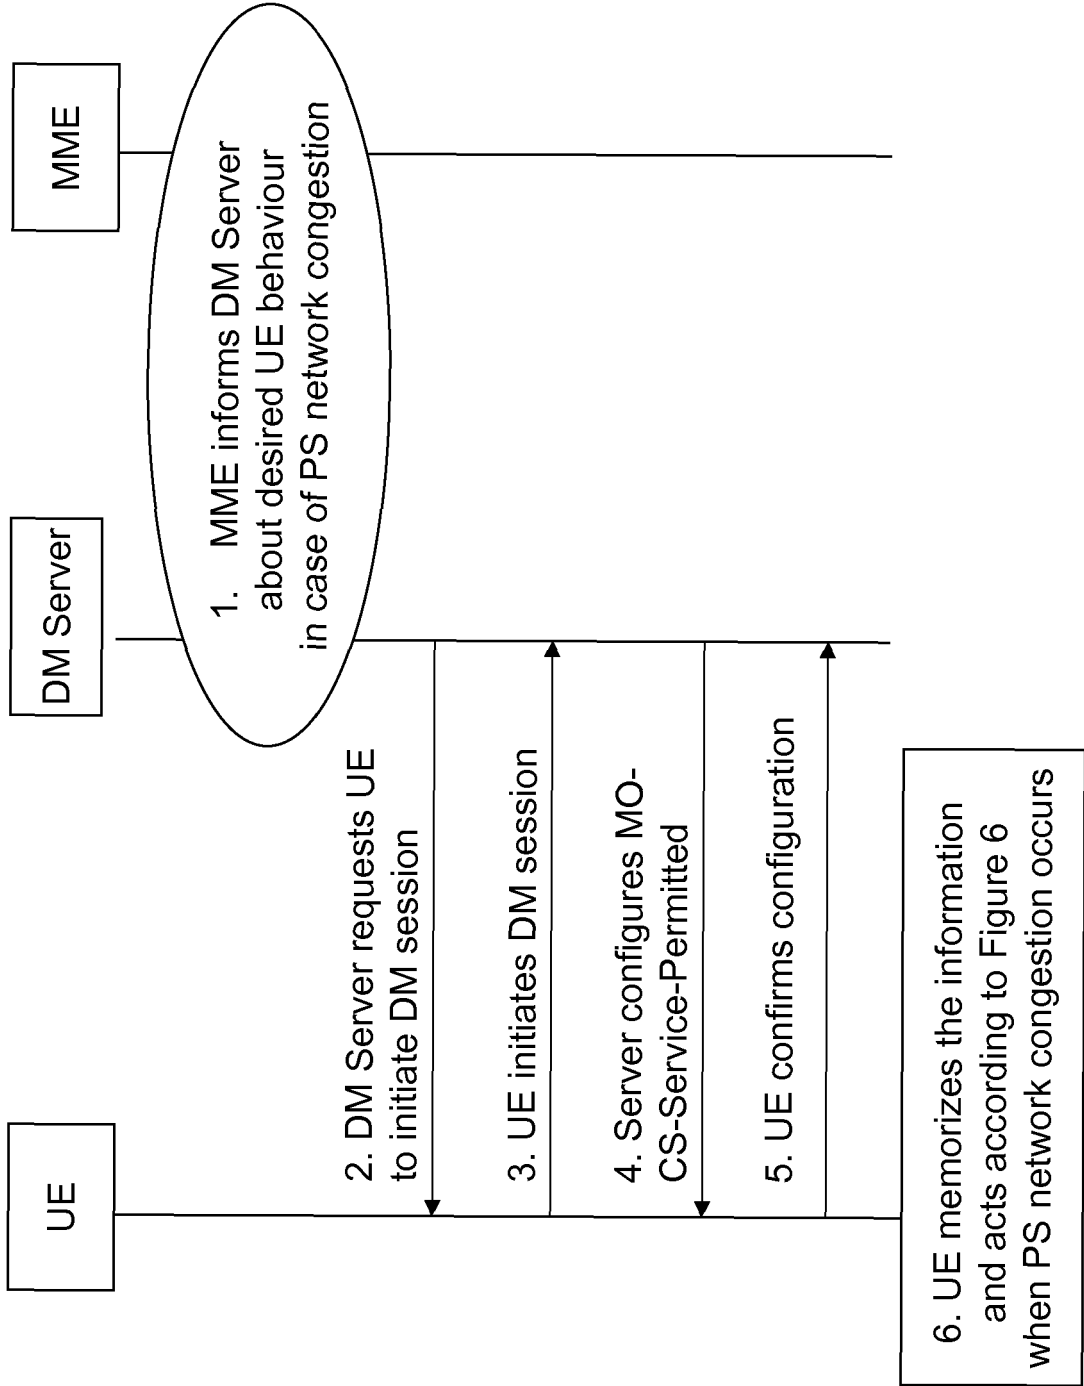 UE
DM Server
MME
1. MME informs DM Server
about desired UE behaviour
in case of PS network congestion
2. DM Server requests UE
to initiate DM session
3. UE initiates DM session
4. Server configures MO-
CS-Service-Permitted
5. UE confirms configuration
6. UE memorizes the information
and acts according to Figure 6
when PS network congestion occurs